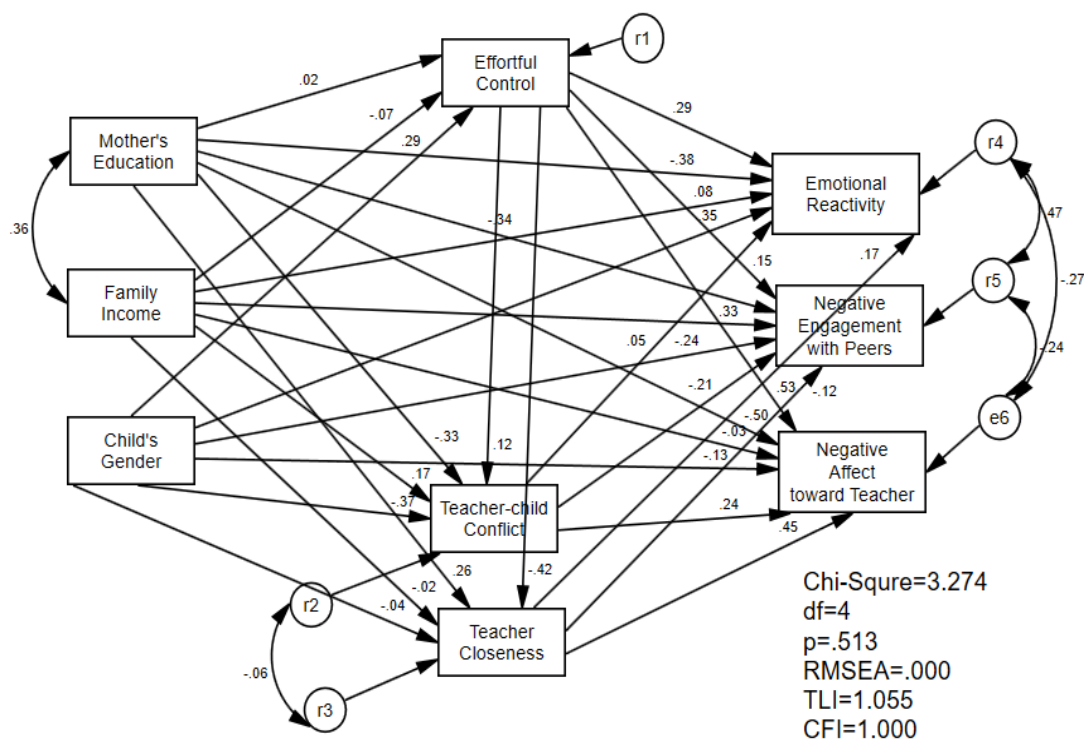 r1
Effortful
Control
.02
-.07
.29
.29
Mother's
Education
r4
-.38
Emotional
Reactivity
.08
-.34
.35
.47
.36
.17
.15
Family
Income
r5
-.27
Negative
Engagement
with Peers
.33
.05
-.24
-.24
-.21
.53
-.12
-.50
e6
Child's
Gender
-.03
-.33
.12
-.13
Negative
Affect
toward Teacher
.17
-.37
Teacher-child
Conflict
.24
.45
.26
-.42
-.02
r2
-.04
Teacher
Closeness
-.06
r3
Chi-Squre=3.274
df=4
p=.513
RMSEA=.000
TLI=1.055
CFI=1.000